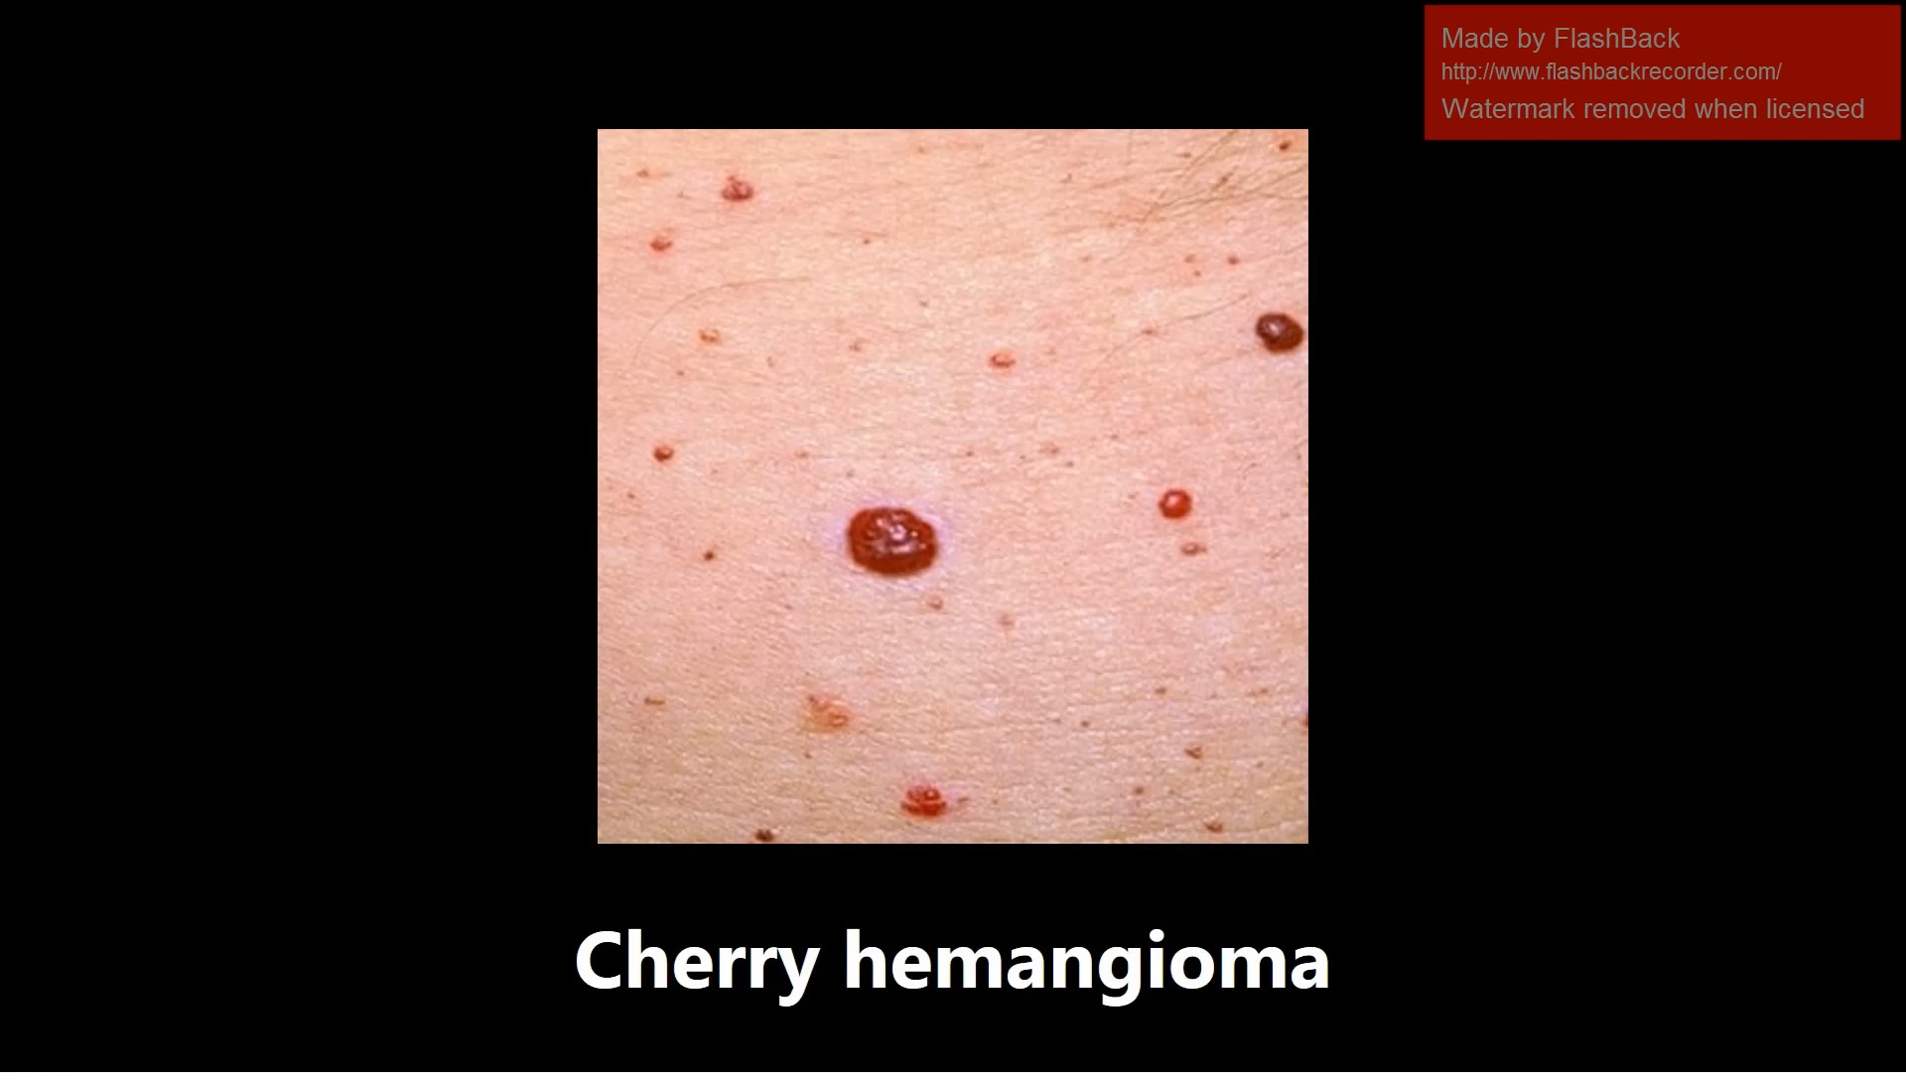 Made by FlashBack
http://www.flashbackrecorder.com/
Watermark removed when licensed
Cherry hemangioma